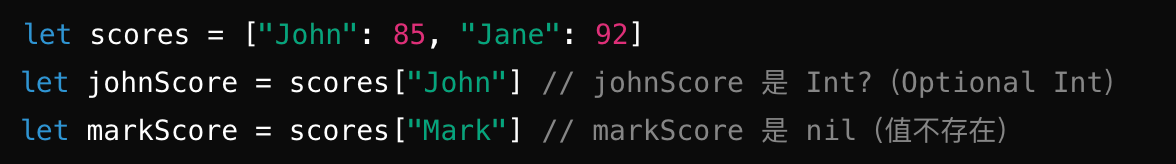 let scores = ["John": 85, "Jane": 92]
let johnScore = scores["John"] // johnScore 是 Int?（Optional Int）
let markScore = scores["Mark"] // markScore 是 nil（值不存在）